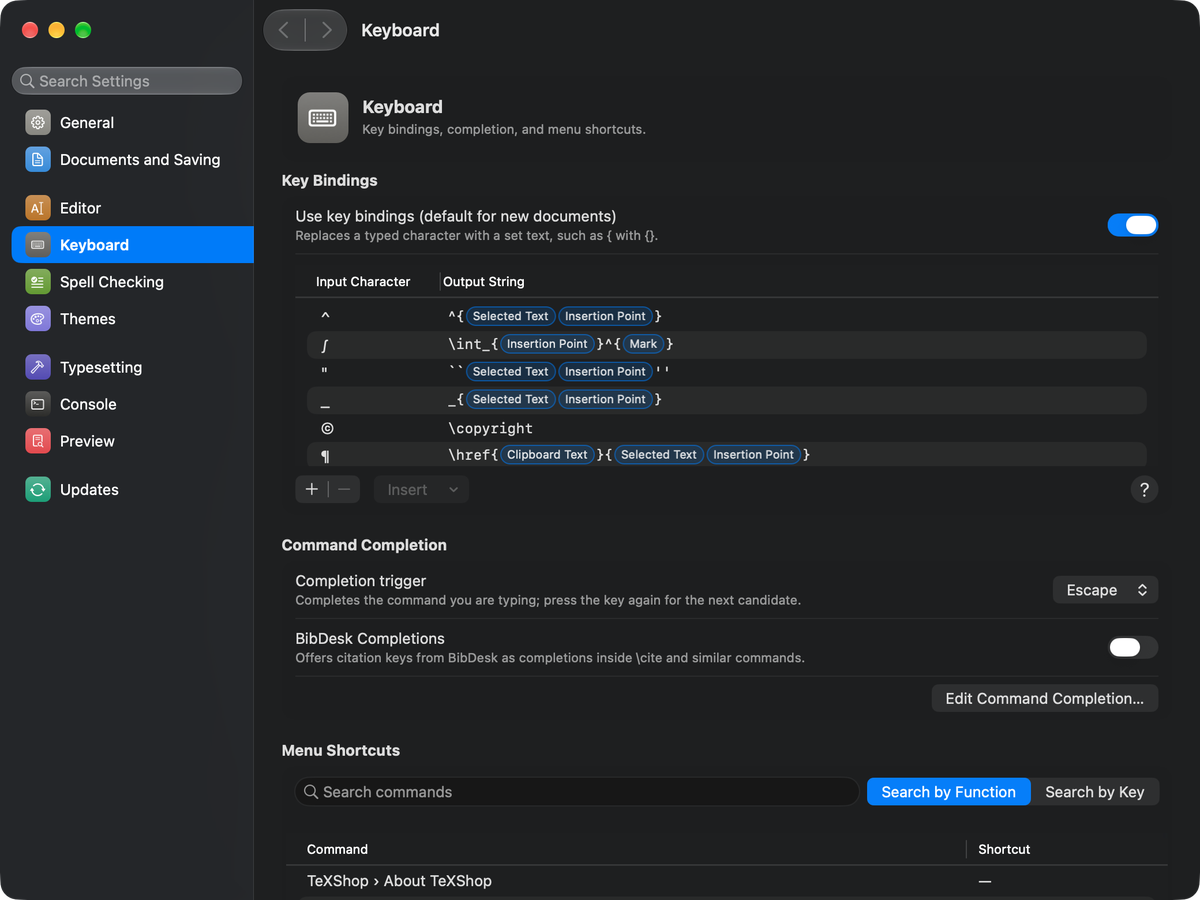 Keyboard
Search Settings
General
Documents and Saving
Editor
Keyboard
Spell Checking
Themes
Typesetting
Console
Preview
Updates
Keyboard
Key bindings, completion, and menu shortcuts.
Key Bindings
Use key bindings (default for new documents)
Replaces a typed character with a set text, such as { with {}.
Input Character Output String
^ ^{ Selected Text Insertion Point }
∫ \int_{ Insertion Point }^{ Mark }
" `` Selected Text Insertion Point ''
_ _{ Selected Text Insertion Point }
© \copyright
¶ \href{ Clipboard Text }{ Selected Text Insertion Point }
+ − Insert ?
Command Completion
Completion trigger
Completes the command you are typing; press the key again for the next candidate.
Escape
BibDesk Completions
Offers citation keys from BibDesk as completions inside \cite and similar commands.
Edit Command Completion...
Menu Shortcuts
Search commands Search by Function Search by Key
Command Shortcut
TeXShop › About TeXShop —